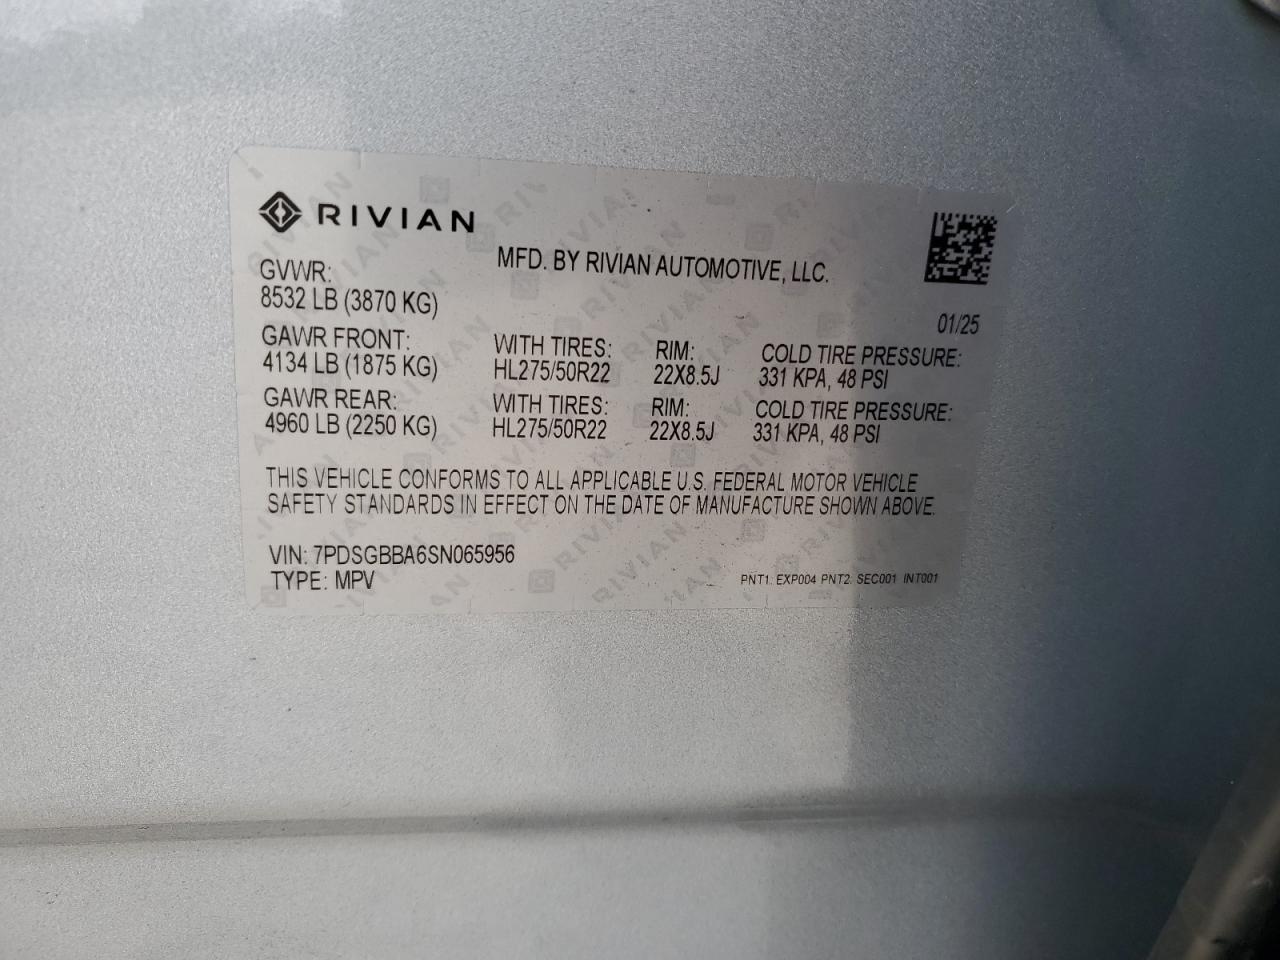 RIVIAN
MFD. BY RIVIAN AUTOMOTIVE, LLC.
GVWR:
8532 LB (3870 KG)
01/25
GAWR FRONT: WITH TIRES: RIM: COLD TIRE PRESSURE:
4134 LB (1875 KG) HL275/50R22 22X8.5J 331 KPA, 48 PSI
GAWR REAR: WITH TIRES: RIM: COLD TIRE PRESSURE:
4960 LB (2250 KG) HL275/50R22 22X8.5J 331 KPA, 48 PSI
THIS VEHICLE CONFORMS TO ALL APPLICABLE U.S. FEDERAL MOTOR VEHICLE
SAFETY STANDARDS IN EFFECT ON THE DATE OF MANUFACTURE SHOWN ABOVE.
VIN: 7PDSGBBA6SN065956
TYPE: MPV
PNT1: EXP004 PNT2: SEC001 INT001